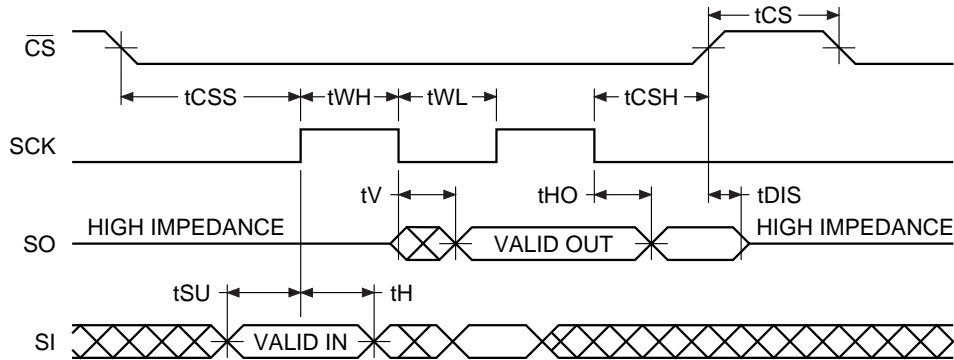 tCS
CS
tCSS
tWH
tWL
tCSH
SCK
tV
tHO
tDIS
HIGH IMPEDANCE
SO
VALID OUT
HIGH IMPEDANCE
tSU
tH
SI
VALID IN